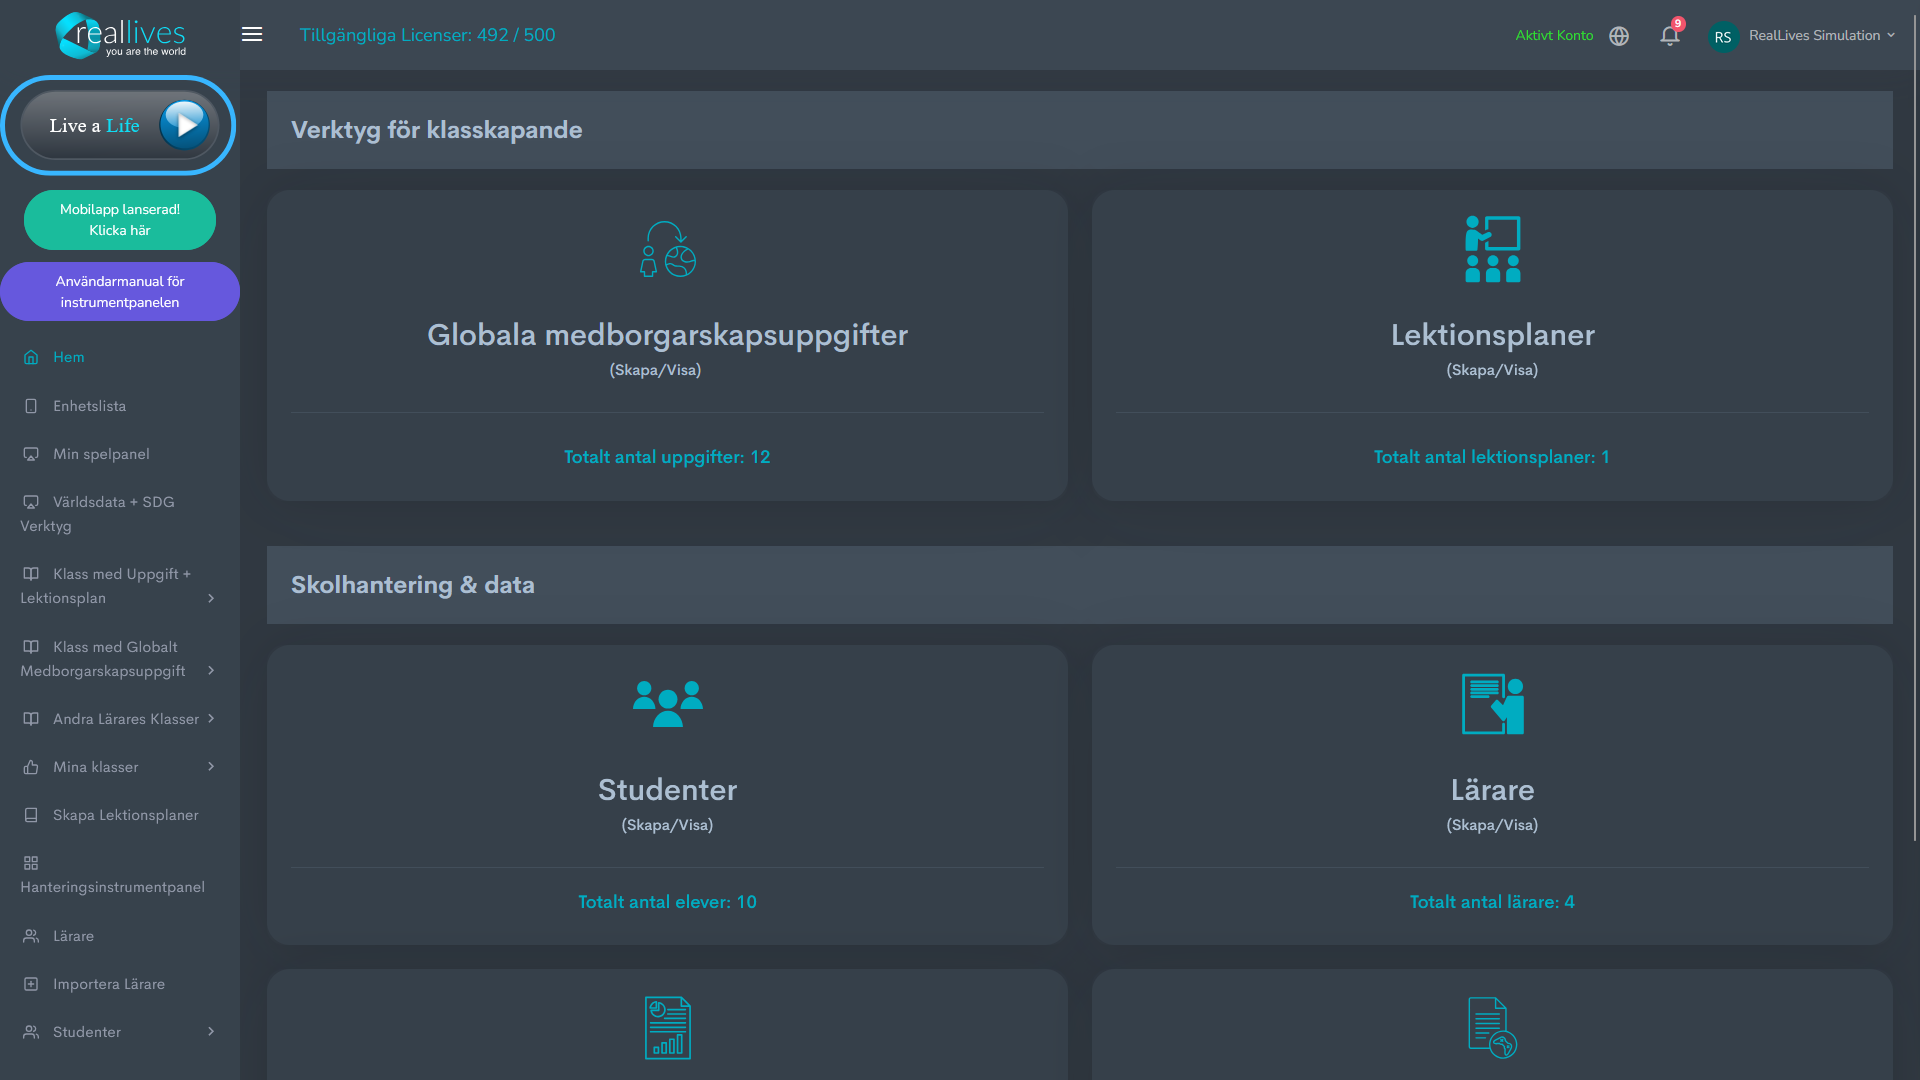 reallives
you are the world
Tillgängliga Licenser: 492 / 500
Aktivt Konto
9
RS
RealLives Simulation
Live a Life
Mobilapp lanserad!
Klicka här
Användarmanual för
instrumentpanelen
Hem
Enhetslista
Min spelpanel
Världsdata + SDG
Verktyg
Klass med Uppgift +
Lektionsplan
Klass med Globalt
Medborgarskapsuppgift
Andra Lärares Klasser
Mina klasser
Skapa Lektionsplaner
Hanteringsinstrumentpanel
Lärare
Importera Lärare
Studenter
Verktyg för klasskapande
Globala medborgarskapsuppgifter
(Skapa/Visa)
Totalt antal uppgifter: 12
Lektionsplaner
(Skapa/Visa)
Totalt antal lektionsplaner: 1
Skolhantering & data
Studenter
(Skapa/Visa)
Totalt antal elever: 10
Lärare
(Skapa/Visa)
Totalt antal lärare: 4